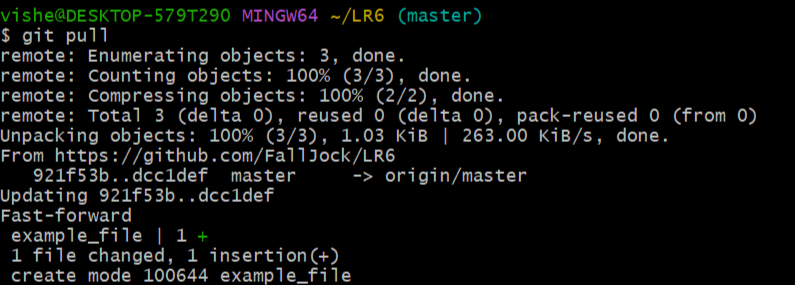 vishe@DESKTOP-579T290 MINGW64 ~/LR6 (master)
$ git pull
remote: Enumerating objects: 3, done.
remote: Counting objects: 100% (3/3), done.
remote: Compressing objects: 100% (2/2), done.
remote: Total 3 (delta 0), reused 0 (delta 0), pack-reused 0 (from 0)
Unpacking objects: 100% (3/3), 1.03 KiB | 263.00 KiB/s, done.
From https://github.com/FallJock/LR6
   921f53b..dcc1def  master     -> origin/master
Updating 921f53b..dcc1def
Fast-forward
 example_file | 1 +
 1 file changed, 1 insertion(+)
 create mode 100644 example_file